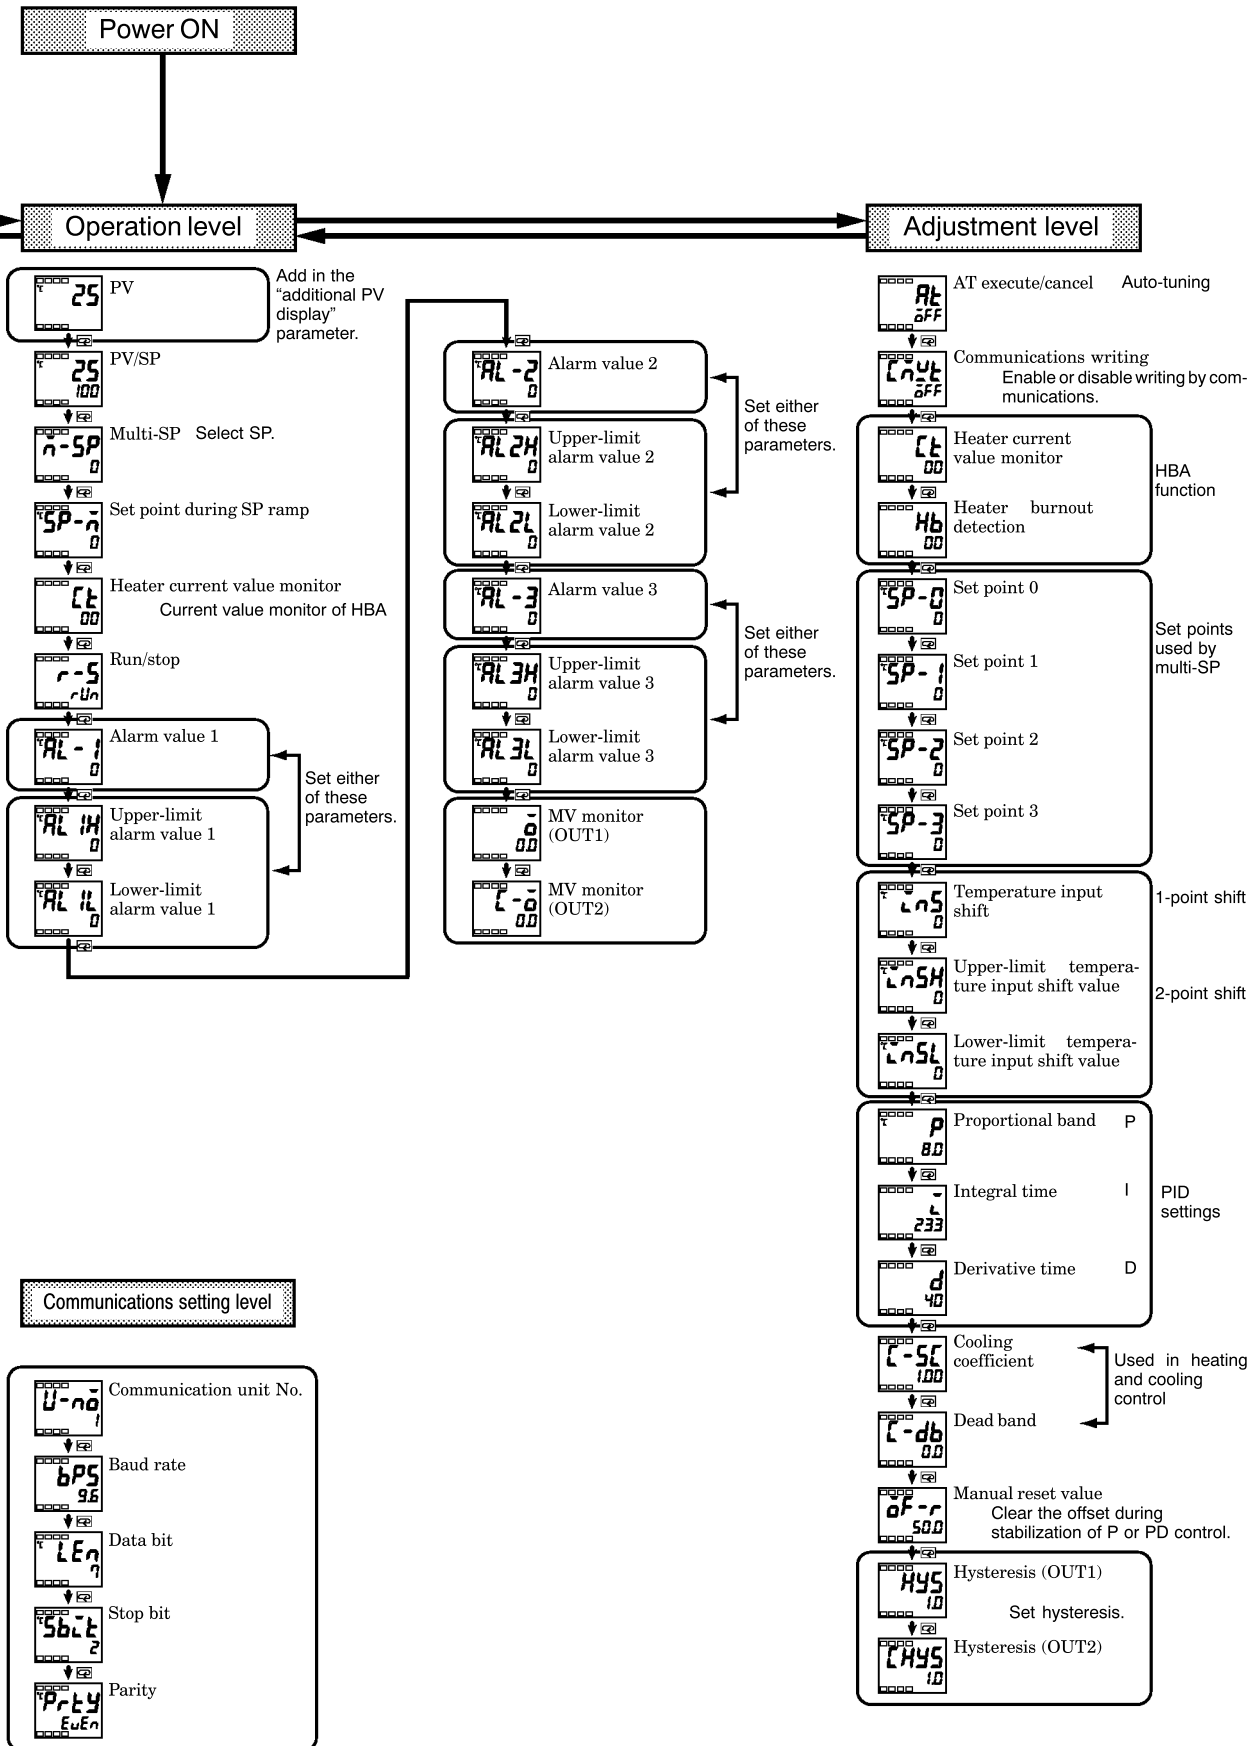 Power ON
Operation level
Adjustment level
25
PV
Add in the
“additional PV
display”
parameter.
25
100
PV/SP
ñ-SP
0
Multi-SP Select SP.
SP-ñ
0
Set point during SP ramp
Ct
0.0
Heater current value monitor
Current value monitor of HBA
r-S
rUn
Run/stop
AL-1
0
Alarm value 1
AL1H
0
Upper-limit
alarm value 1
AL1L
0
Lower-limit
alarm value 1
Set either
of these
parameters.
AL-2
0
Alarm value 2
AL2H
0
Upper-limit
alarm value 2
AL2L
0
Lower-limit
alarm value 2
Set either
of these
parameters.
AL-3
0
Alarm value 3
AL3H
0
Upper-limit
alarm value 3
AL3L
0
Lower-limit
alarm value 3
Set either
of these
parameters.
o
0.0
MV monitor
(OUT1)
C-o
0.0
MV monitor
(OUT2)
At
oFF
AT execute/cancel Auto-tuning
Cmwt
oFF
Communications writing
Enable or disable writing by com-
munications.
Ct
0.0
Heater current
value monitor
Hb
0.0
Heater burnout
detection
HBA
function
SP-0
0
Set point 0
SP-1
0
Set point 1
SP-2
0
Set point 2
SP-3
0
Set point 3
Set points
used by
multi-SP
inS
0
Temperature input
shift
1-point shift
inSH
0
Upper-limit tempera-
ture input shift value
inSL
0
Lower-limit tempera-
ture input shift value
2-point shift
P
8.0
Proportional band P
i
233
Integral time I
d
40
Derivative time D
PID
settings
C-SC
1.00
Cooling
coefficient
C-db
0.0
Dead band
Used in heating
and cooling
control
oF-r
50.0
Manual reset value
Clear the offset during
stabilization of P or PD control.
HYS
1.0
Hysteresis (OUT1)
Set hysteresis.
CHYS
1.0
Hysteresis (OUT2)
Communications setting level
U-no
1
Communication unit No.
bPS
9.6
Baud rate
LEn
7
Data bit
Sbit
2
Stop bit
PrtY
EvEn
Parity